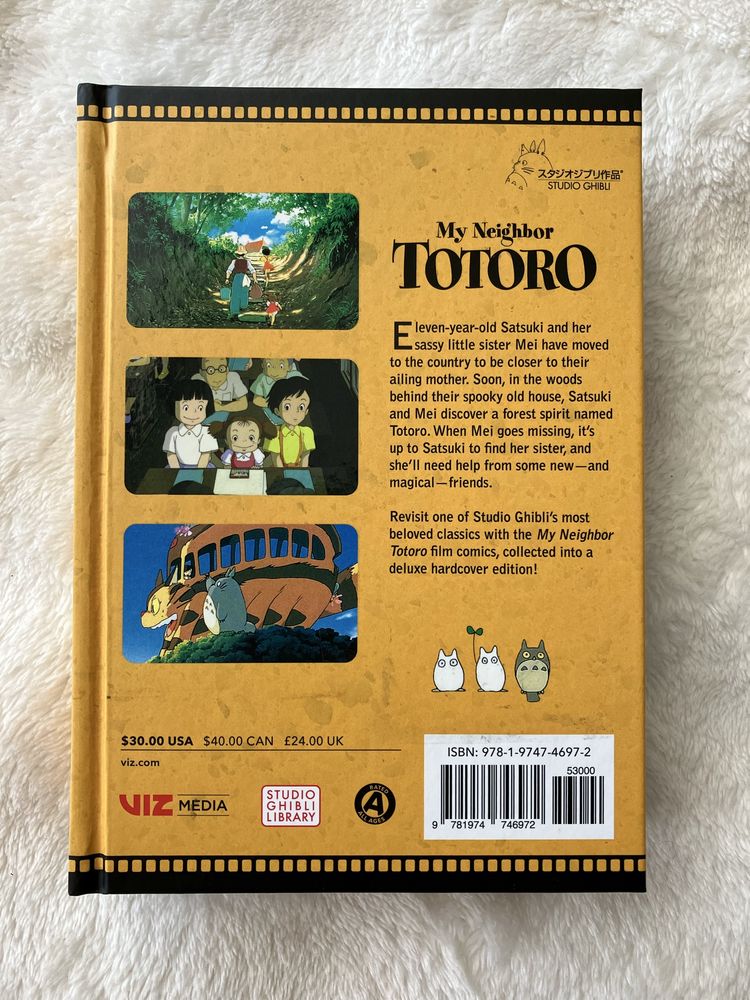 スタジオジブリ作品®
STUDIO GHIBLI
My Neighbor
TOTORO
Eleven-year-old Satsuki and her
sassy little sister Mei have moved
to the country to be closer to their
ailing mother. Soon, in the woods
behind their spooky old house, Satsuki
and Mei discover a forest spirit named
Totoro. When Mei goes missing, it's
up to Satsuki to find her sister, and
she'll need help from some new—and
magical—friends.
Revisit one of Studio Ghibli's most
beloved classics with the My Neighbor
Totoro film comics, collected into a
deluxe hardcover edition!
$30.00 USA $40.00 CAN £24.00 UK
viz.com
VIZ MEDIA
STUDIO
GHIBLI
LIBRARY
RATED
A
ALL AGES
ISBN: 978-1-9747-4697-2
53000
9 781974 746972